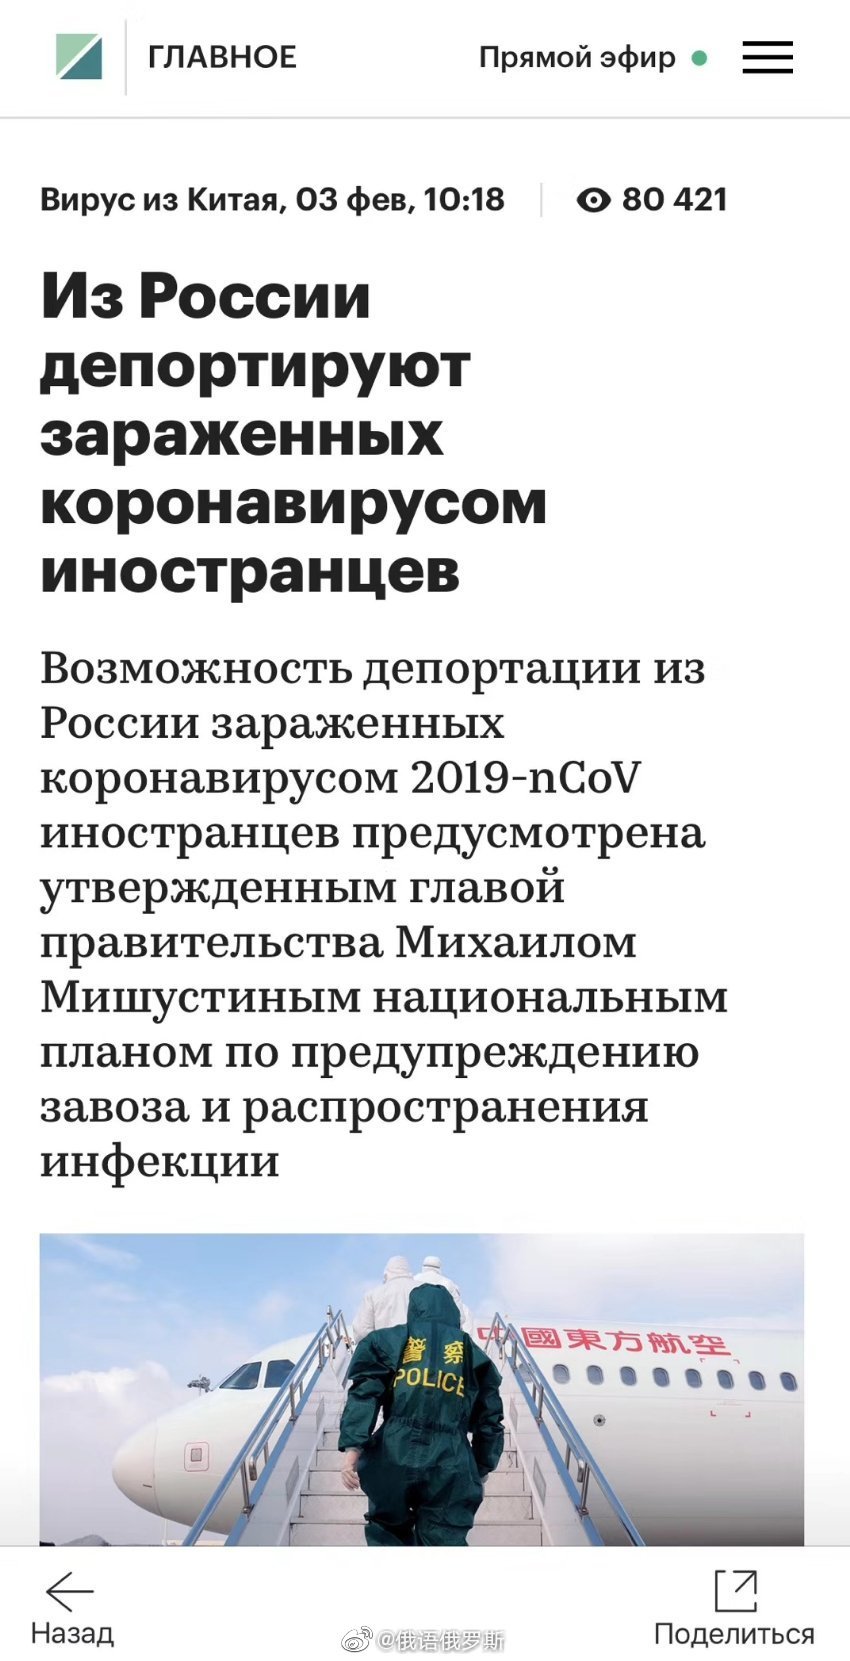 ГЛАВНОЕ
Прямой эфир
Вирус из Китая, 03 фев, 10:18
80 421
Из России
депортируют
зараженных
коронавирусом
иностранцев
Возможность депортации из
России зараженных
коронавирусом 2019-nCoV
иностранцев предусмотрена
утвержденным главой
правительства Михаилом
Мишустиным национальным
планом по предупреждению
завоза и распространения
инфекции
國東方航空
警察
POLICE
Назад
@俄语俄罗斯
Поделиться